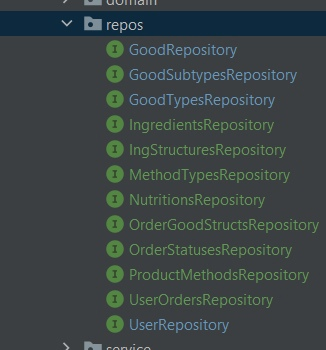 domain
repos
GoodRepository
GoodSubtypesRepository
GoodTypesRepository
IngredientsRepository
IngStructuresRepository
MethodTypesRepository
NutritionsRepository
OrderGoodStructsRepository
OrderStatusesRepository
ProductMethodsRepository
UserOrdersRepository
UserRepository
service